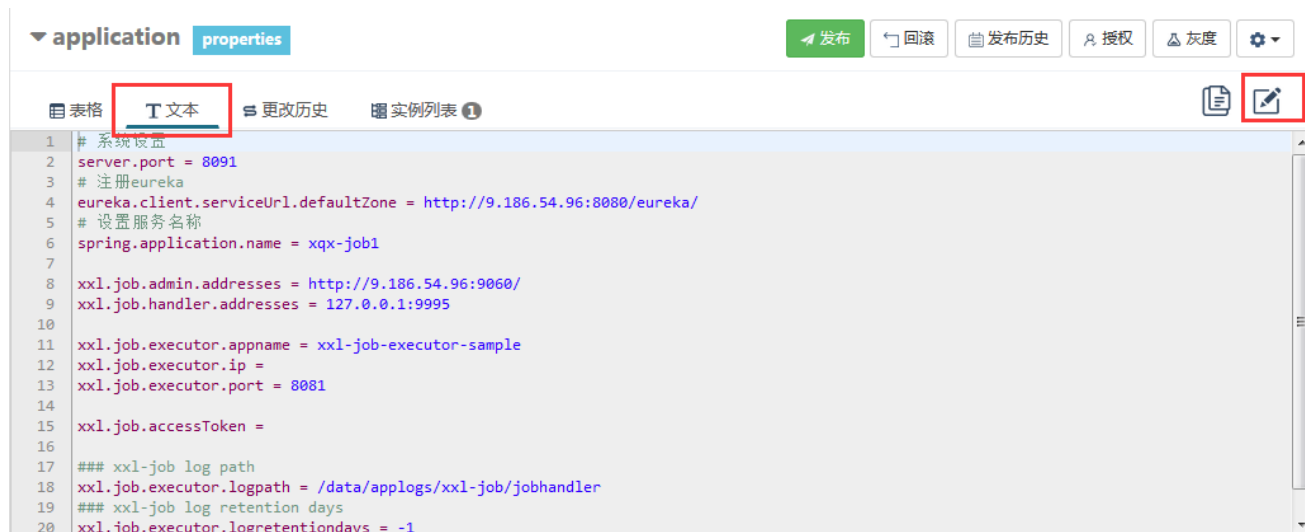 application properties 发布 回滚 发布历史 授权 灰度
表格 文本 更改历史 实例列表 1
1 # 系统设置
2 server.port = 8091
3 # 注册eureka
4 eureka.client.serviceUrl.defaultZone = http://9.186.54.96:8080/eureka/
5 # 设置服务名称
6 spring.application.name = xqx-job1
7
8 xxl.job.admin.addresses = http://9.186.54.96:9060/
9 xxl.job.handler.addresses = 127.0.0.1:9995
10
11 xxl.job.executor.appname = xxl-job-executor-sample
12 xxl.job.executor.ip =
13 xxl.job.executor.port = 8081
14
15 xxl.job.accessToken =
16
17 ### xxl-job log path
18 xxl.job.executor.logpath = /data/applogs/xxl-job/jobhandler
19 ### xxl-job log retention days
20 xxl.job.executor.logretentiondays = -1